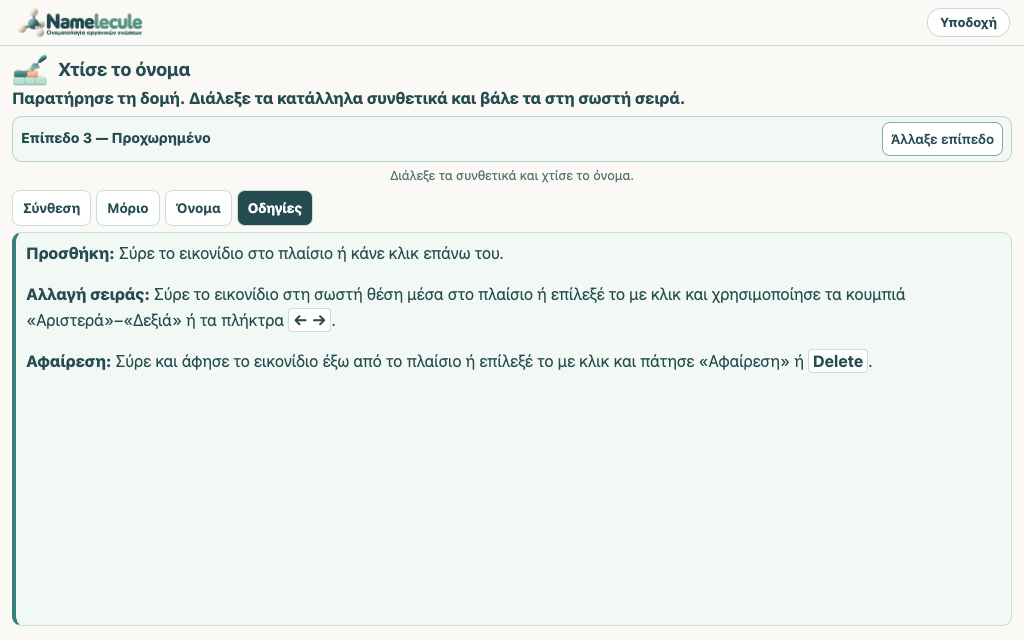 Namelecule
Ονοματολογία οργανικών ενώσεων
Υποδοχή
Χτίσε το όνομα
Παρατήρησε τη δομή. Διάλεξε τα κατάλληλα συνθετικά και βάλε τα στη σωστή σειρά.
Επίπεδο 3 — Προχωρημένο
Άλλαξε επίπεδο
Διάλεξε τα συνθετικά και χτίσε το όνομα.
Σύνθεση
Μόριο
Όνομα
Οδηγίες
Προσθήκη: Σύρε το εικονίδιο στο πλαίσιο ή κάνε κλικ επάνω του.
Αλλαγή σειράς: Σύρε το εικονίδιο στη σωστή θέση μέσα στο πλαίσιο ή επίλεξέ το με κλικ και χρησιμοποίησε τα κουμπιά
«Αριστερά»–«Δεξιά» ή τα πλήκτρα ← → .
Αφαίρεση: Σύρε και άφησε το εικονίδιο έξω από το πλαίσιο ή επίλεξέ το με κλικ και πάτησε «Αφαίρεση» ή Delete .